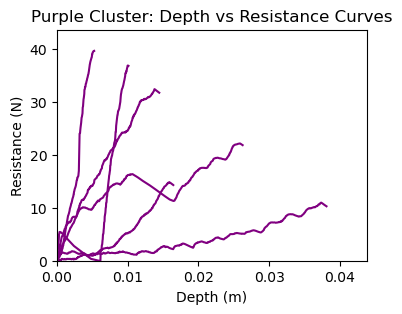 Purple Cluster: Depth vs Resistance Curves
Resistance (N)
40
30
20
10
0
0.00 0.01 0.02 0.03 0.04
Depth (m)